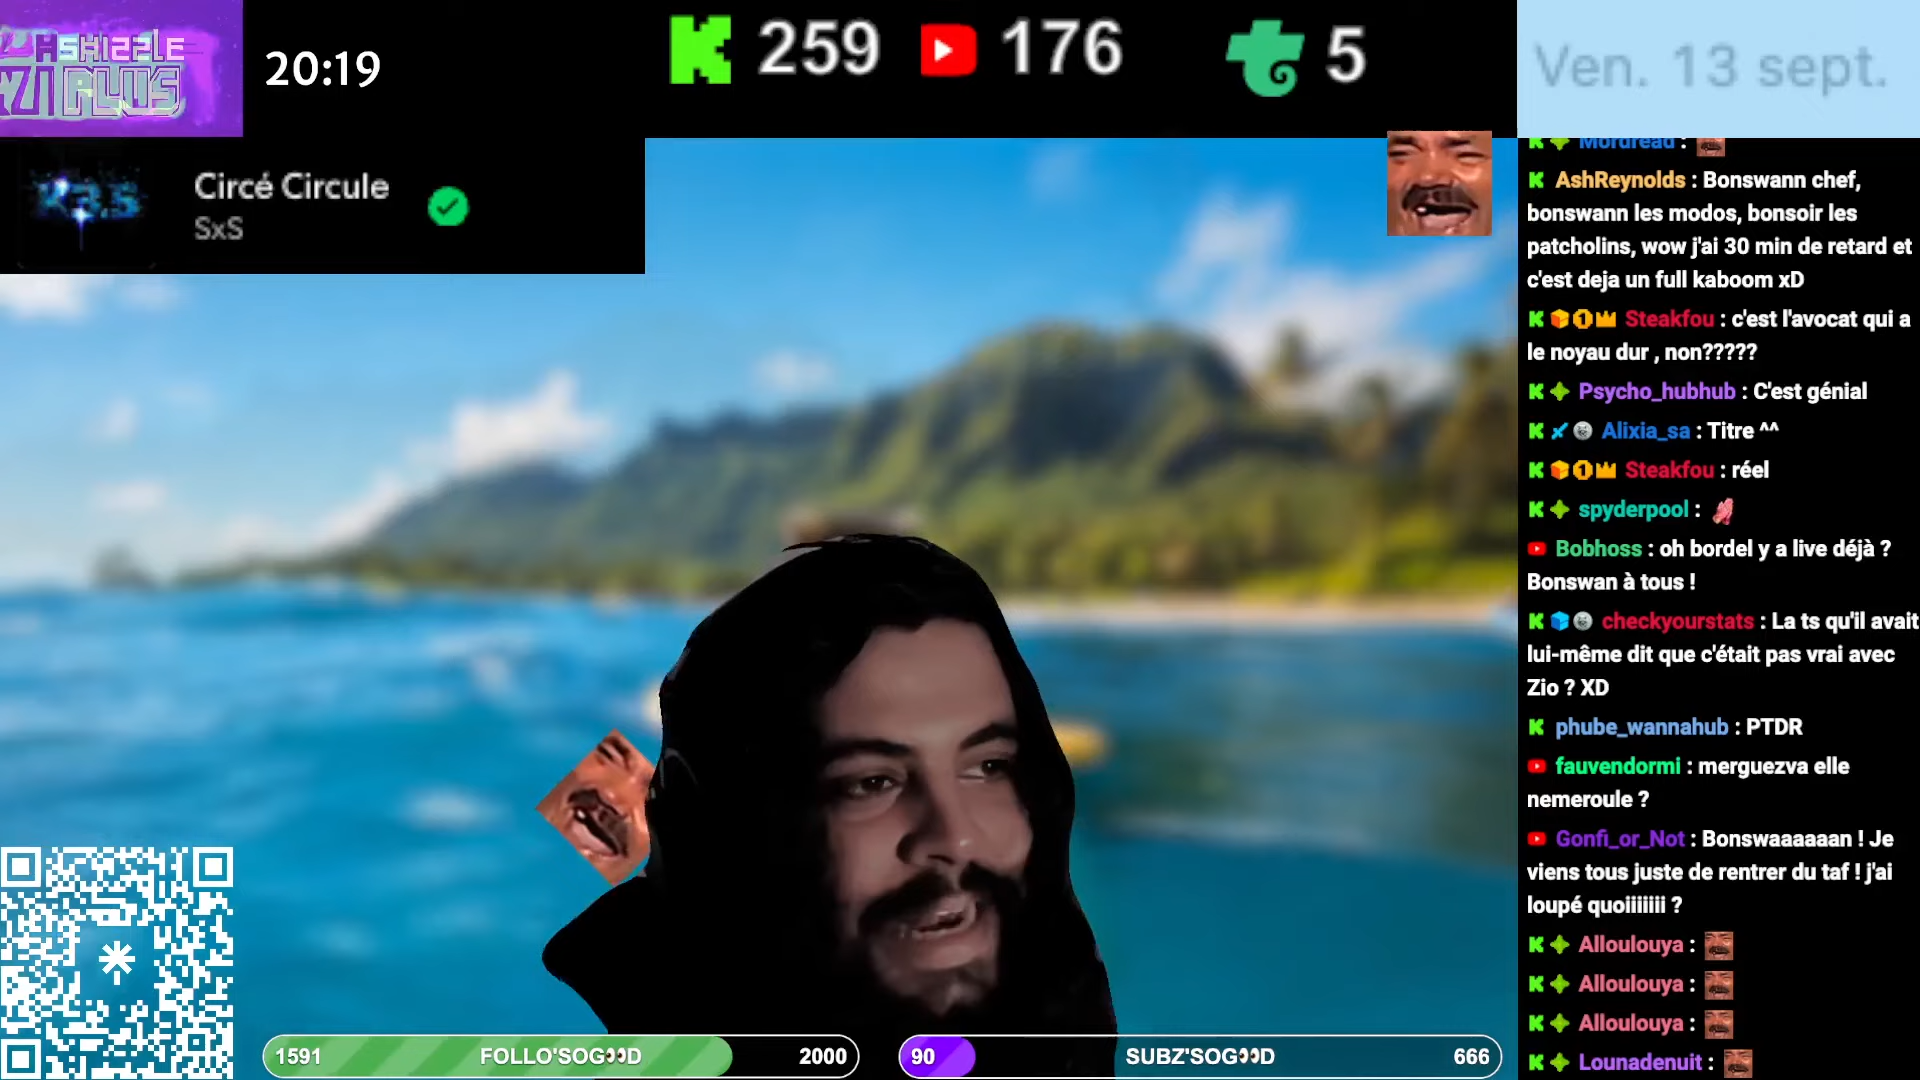 ASHIZZLE
WI PLUS
20:19
259
176
5
Ven. 13 sept.
Circé Circule
SxS
Mordread :
AshReynolds : Bonswann chef,
bonswann les modos, bonsoir les
patcholins, wow j'ai 30 min de retard et
c'est deja un full kaboom xD
Steakfou : c'est l'avocat qui a
le noyau dur , non?????
Psycho_hubhub : C'est génial
Alixia_sa : Titre ^^
Steakfou : réel
spyderpool :
Bobhoss : oh bordel y a live déjà ?
Bonswan à tous !
checkyourstats : La ts qu'il avait
lui-même dit que c'était pas vrai avec
Zio ? XD
phube_wannahub : PTDR
fauvendormi : merguezva elle
nemeroule ?
Gonfi_or_Not : Bonswaaaaaan ! Je
viens tous juste de rentrer du taf ! j'ai
loupé quoiiiiiii ?
Alloulouya :
Alloulouya :
Alloulouya :
Lounadenuit :
1591 FOLLO'SOG👀D 2000
90 SUBZ'SOG👀D 666